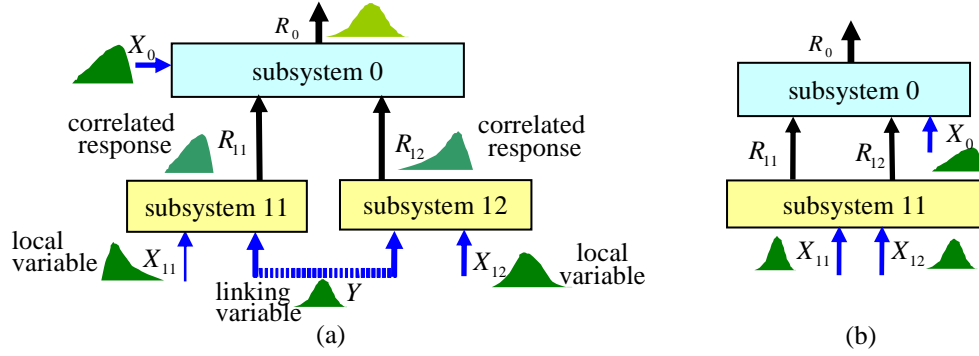 R₀
X₀
subsystem 0
correlated
response
R₁₁
R₁₂
correlated
response
subsystem 11
subsystem 12
local
variable
X₁₁
X₁₂
local
variable
linking
variable
Y
(a)
R₀
subsystem 0
R₁₁
R₁₂
X₀
subsystem 11
X₁₁
X₁₂
(b)